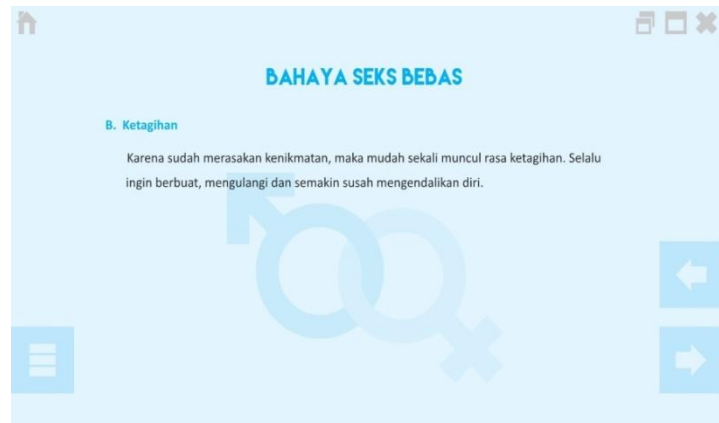 BAHAYA SEKS BEBAS
B. Ketagihan
Karena sudah merasakan kenikmatan, maka mudah sekali muncul rasa ketagihan. Selalu
ingin berbuat, mengulangi dan semakin susah mengendalikan diri.